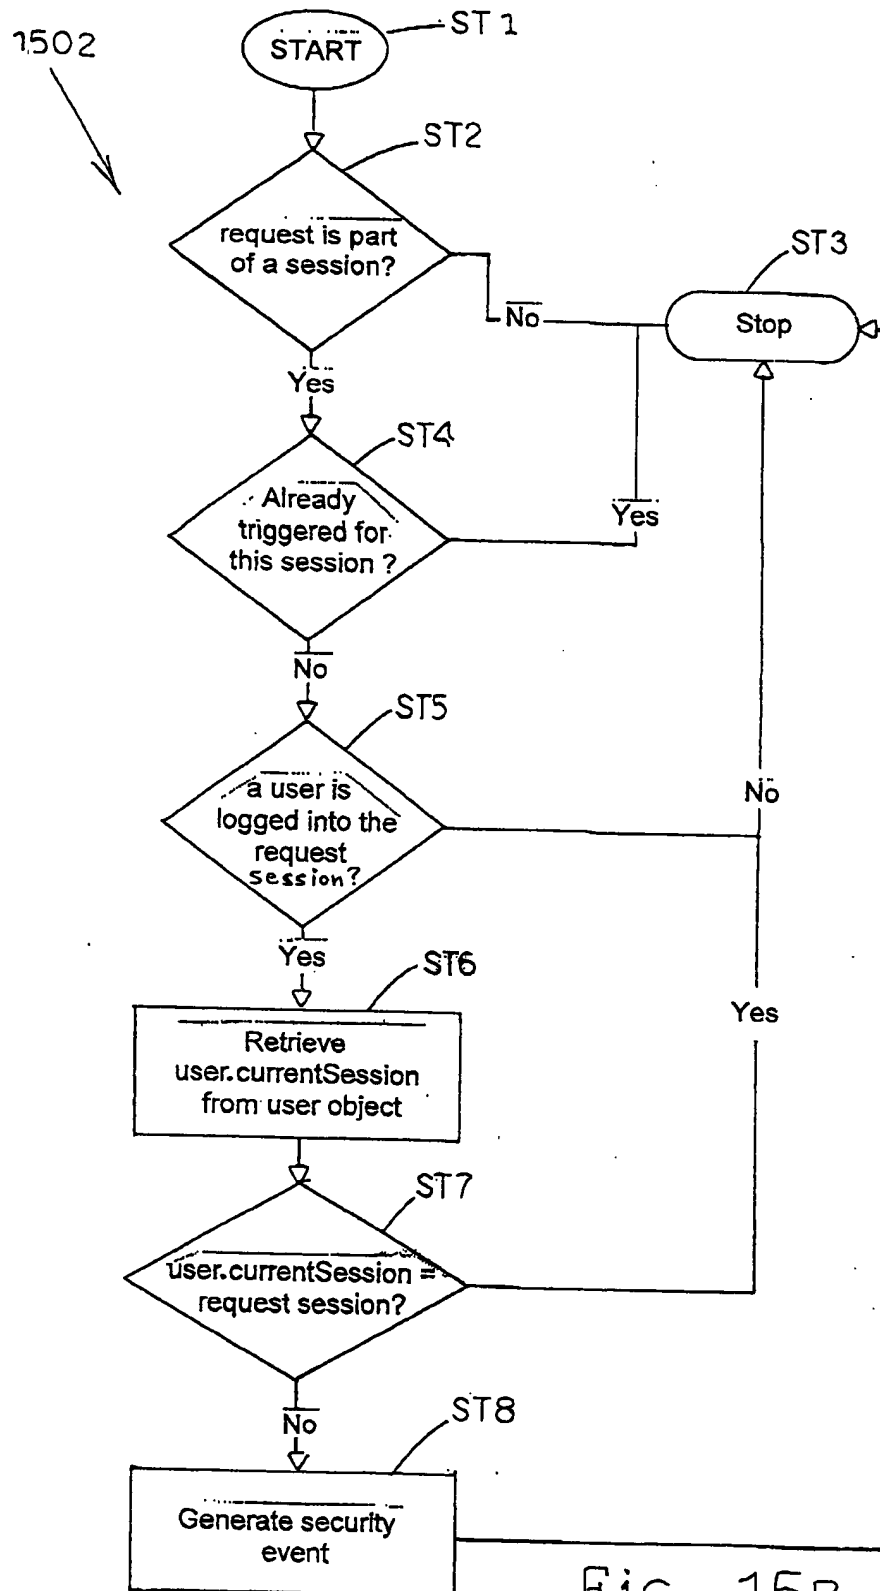 1502
START
ST1
ST2
request is part
of a session?
ST3
Stop
No
Yes
ST4
Already
triggered for
this session ?
Yes
No
ST5
a user is
logged into the
request
session?
No
Yes
ST6
Yes
Retrieve
user.currentSession
from user object
ST7
user.currentSession =
request session?
No
ST8
Generate security
event